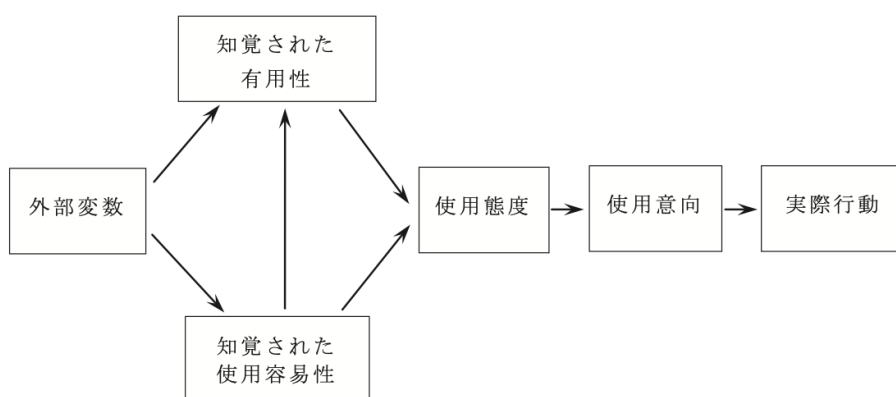 知覚された
有用性
外部変数
使用態度
使用意向
実際行動
知覚された
使用容易性